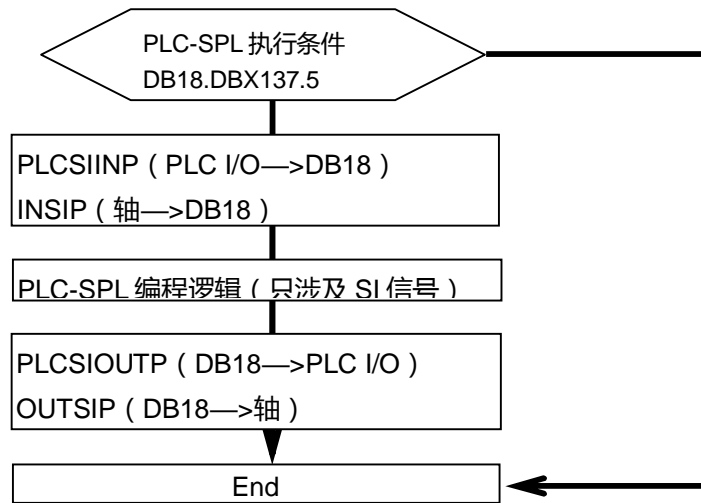 PLC-SPL 执行条件
DB18.DBX137.5
PLCSIINP（PLC I/O—>DB18）
INSIP（轴—>DB18）
PLC-SPL 编程逻辑（只涉及 SI 信号）
PLCSIOUTP（DB18—>PLC I/O）
OUTSIP（DB18—>轴）
End